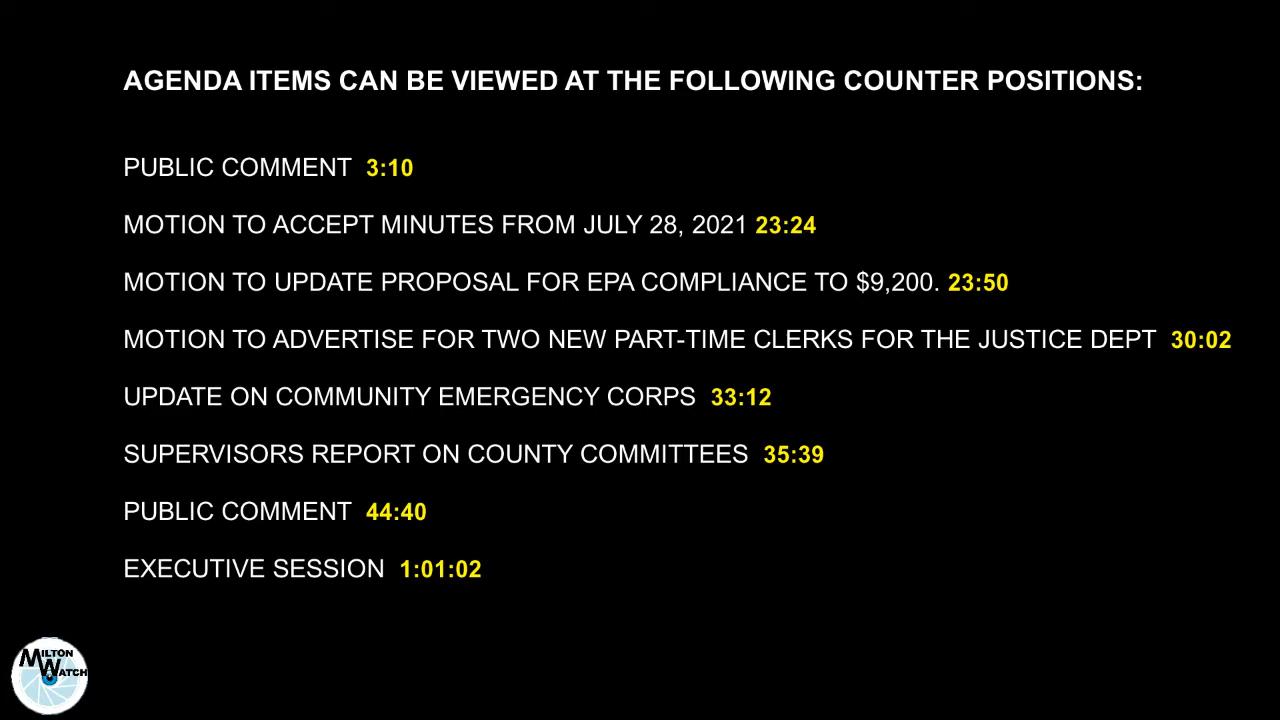 AGENDA ITEMS CAN BE VIEWED AT THE FOLLOWING COUNTER POSITIONS:
PUBLIC COMMENT 3:10
MOTION TO ACCEPT MINUTES FROM JULY 28, 2021 23:24
MOTION TO UPDATE PROPOSAL FOR EPA COMPLIANCE TO $9,200. 23:50
MOTION TO ADVERTISE FOR TWO NEW PART-TIME CLERKS FOR THE JUSTICE DEPT 30:02
UPDATE ON COMMUNITY EMERGENCY CORPS 33:12
SUPERVISORS REPORT ON COUNTY COMMITTEES 35:39
PUBLIC COMMENT 44:40
EXECUTIVE SESSION 1:01:02
MILTON
WATCH